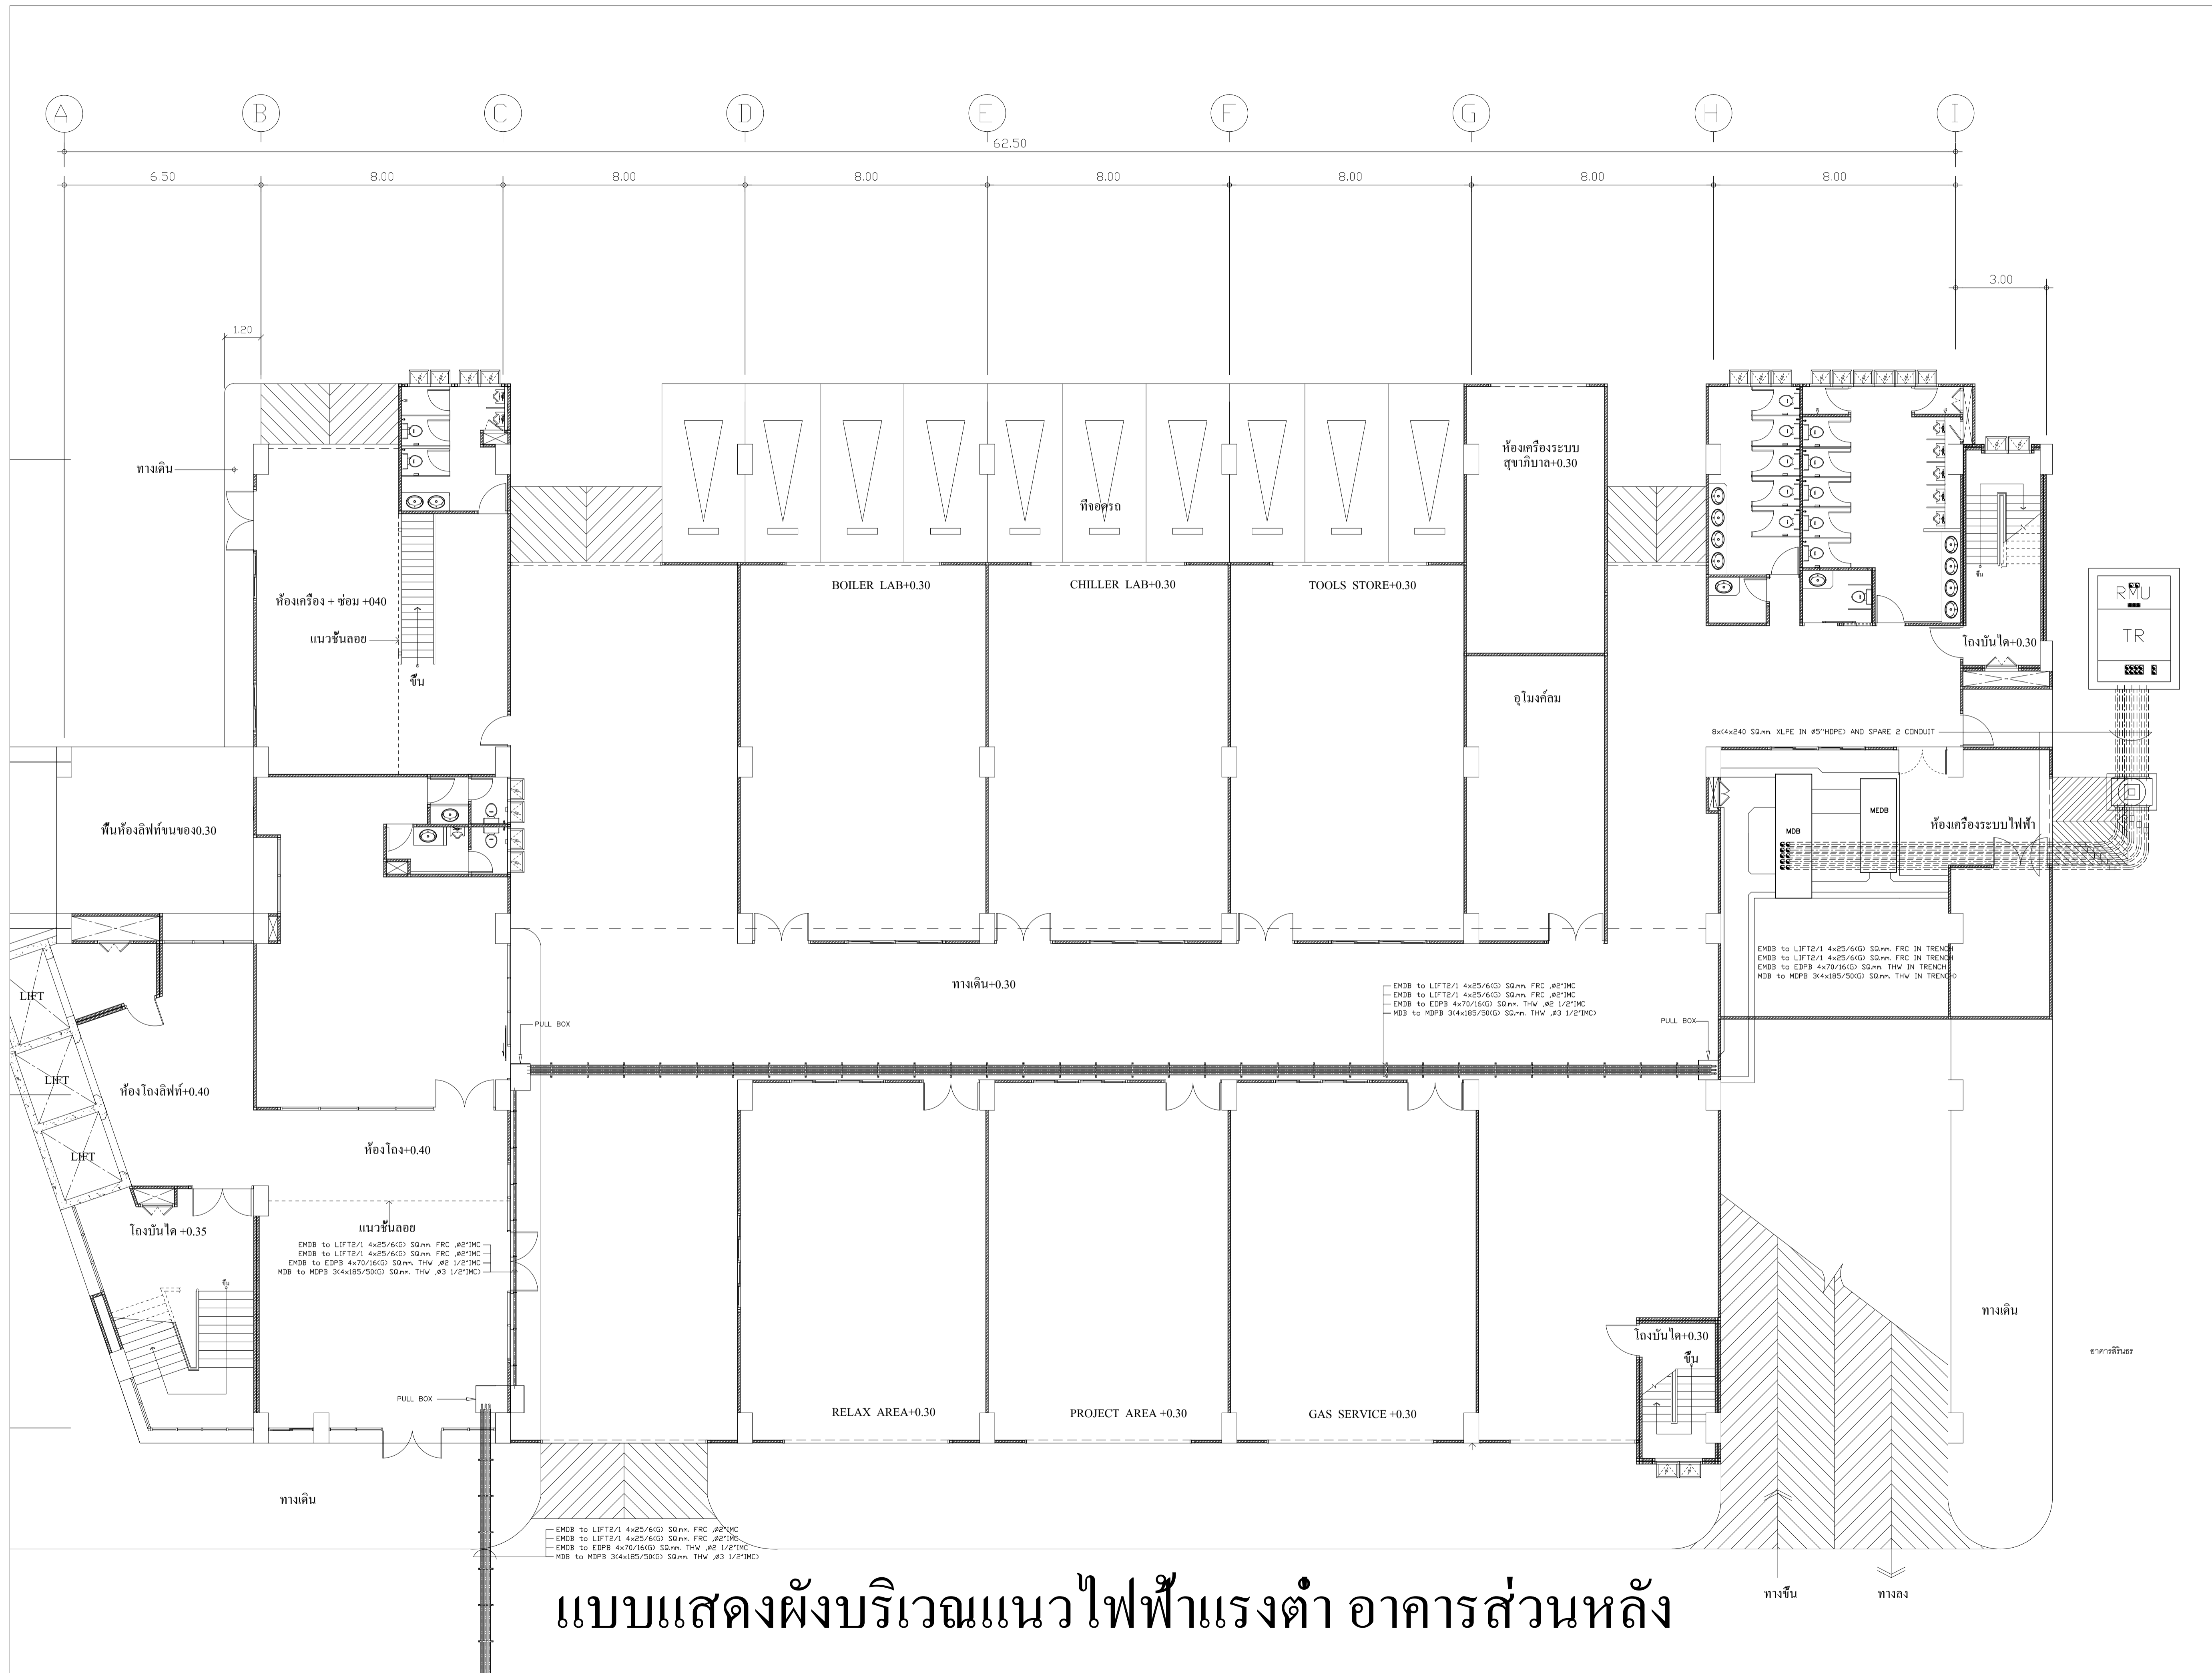 A B C D E F G H I
62.50
6.50 8.00 8.00 8.00 8.00 8.00 8.00 8.00
3.00
1.20
ทางเดิน
ห้องเครื่องระบบ
สุขาภิบาล+0.30
ที่จอดรถ
BOILER LAB+0.30
CHILLER LAB+0.30
TOOLS STORE+0.30
ห้องเครื่อง + ซ่อม +040
แนวชั้นลอย
ขึ้น
ขึ้น
RMU
TR
โถงบันได+0.30
อุโมงค์ลม
8x(4x240 SQ.mm. XLPE IN ø5"HDPE) AND SPARE 2 CONDUIT
พื้นห้องลิฟท์ขนของ0.30
MDB
MEDB
ห้องเครื่องระบบไฟฟ้า
EMDB to LIFT2/1 4x25/6(G) SQ.mm. FRC IN TRENCH
EMDB to LIFT2/1 4x25/6(G) SQ.mm. FRC IN TRENCH
EMDB to EDPB 4x70/16(G) SQ.mm. THW IN TRENCH
MDB to MDPB 3(4x185/50(G) SQ.mm. THW IN TRENCH)
ทางเดิน+0.30
EMDB to LIFT2/1 4x25/6(G) SQ.mm. FRC ,ø2"IMC
EMDB to LIFT2/1 4x25/6(G) SQ.mm. FRC ,ø2"IMC
EMDB to EDPB 4x70/16(G) SQ.mm. THW ,ø2 1/2"IMC
MDB to MDPB 3(4x185/50(G) SQ.mm. THW ,ø3 1/2"IMC)
PULL BOX
PULL BOX
LIFT
LIFT
LIFT
ห้องโถงลิฟท์+0.40
ห้องโถง+0.40
โถงบันได +0.35
แนวชั้นลอย
EMDB to LIFT2/1 4x25/6(G) SQ.mm. FRC ,ø2"IMC
EMDB to LIFT2/1 4x25/6(G) SQ.mm. FRC ,ø2"IMC
EMDB to EDPB 4x70/16(G) SQ.mm. THW ,ø2 1/2"IMC
MDB to MDPB 3(4x185/50(G) SQ.mm. THW ,ø3 1/2"IMC)
ขึ้น
ทางเดิน
โถงบันได+0.30
ขึ้น
อาคารสิรินธร
PULL BOX
RELAX AREA+0.30
PROJECT AREA +0.30
GAS SERVICE +0.30
ทางเดิน
EMDB to LIFT2/1 4x25/6(G) SQ.mm. FRC ,ø2"IMC
EMDB to LIFT2/1 4x25/6(G) SQ.mm. FRC ,ø2"IMC
EMDB to EDPB 4x70/16(G) SQ.mm. THW ,ø2 1/2"IMC
MDB to MDPB 3(4x185/50(G) SQ.mm. THW ,ø3 1/2"IMC)
ทางขึ้น
ทางลง
แบบแสดงผังบริเวณแนวไฟฟ้าแรงต่ำ อาคารส่วนหลัง